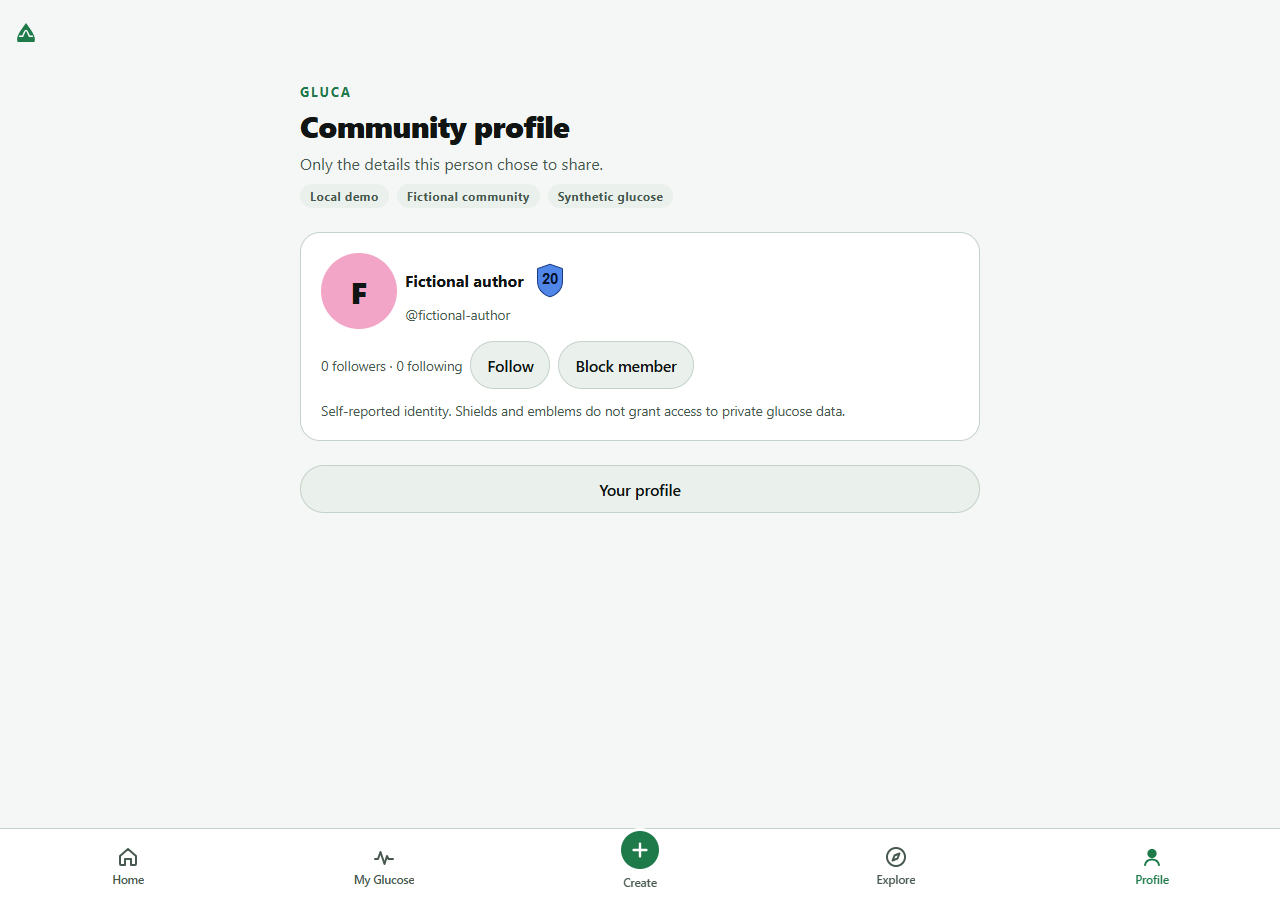 GLUCA
Community profile
Only the details this person chose to share.
Local demo Fictional community Synthetic glucose
F
Fictional author 20
@fictional-author
0 followers · 0 following Follow Block member
Self-reported identity. Shields and emblems do not grant access to private glucose data.
Your profile
Home My Glucose Create Explore Profile